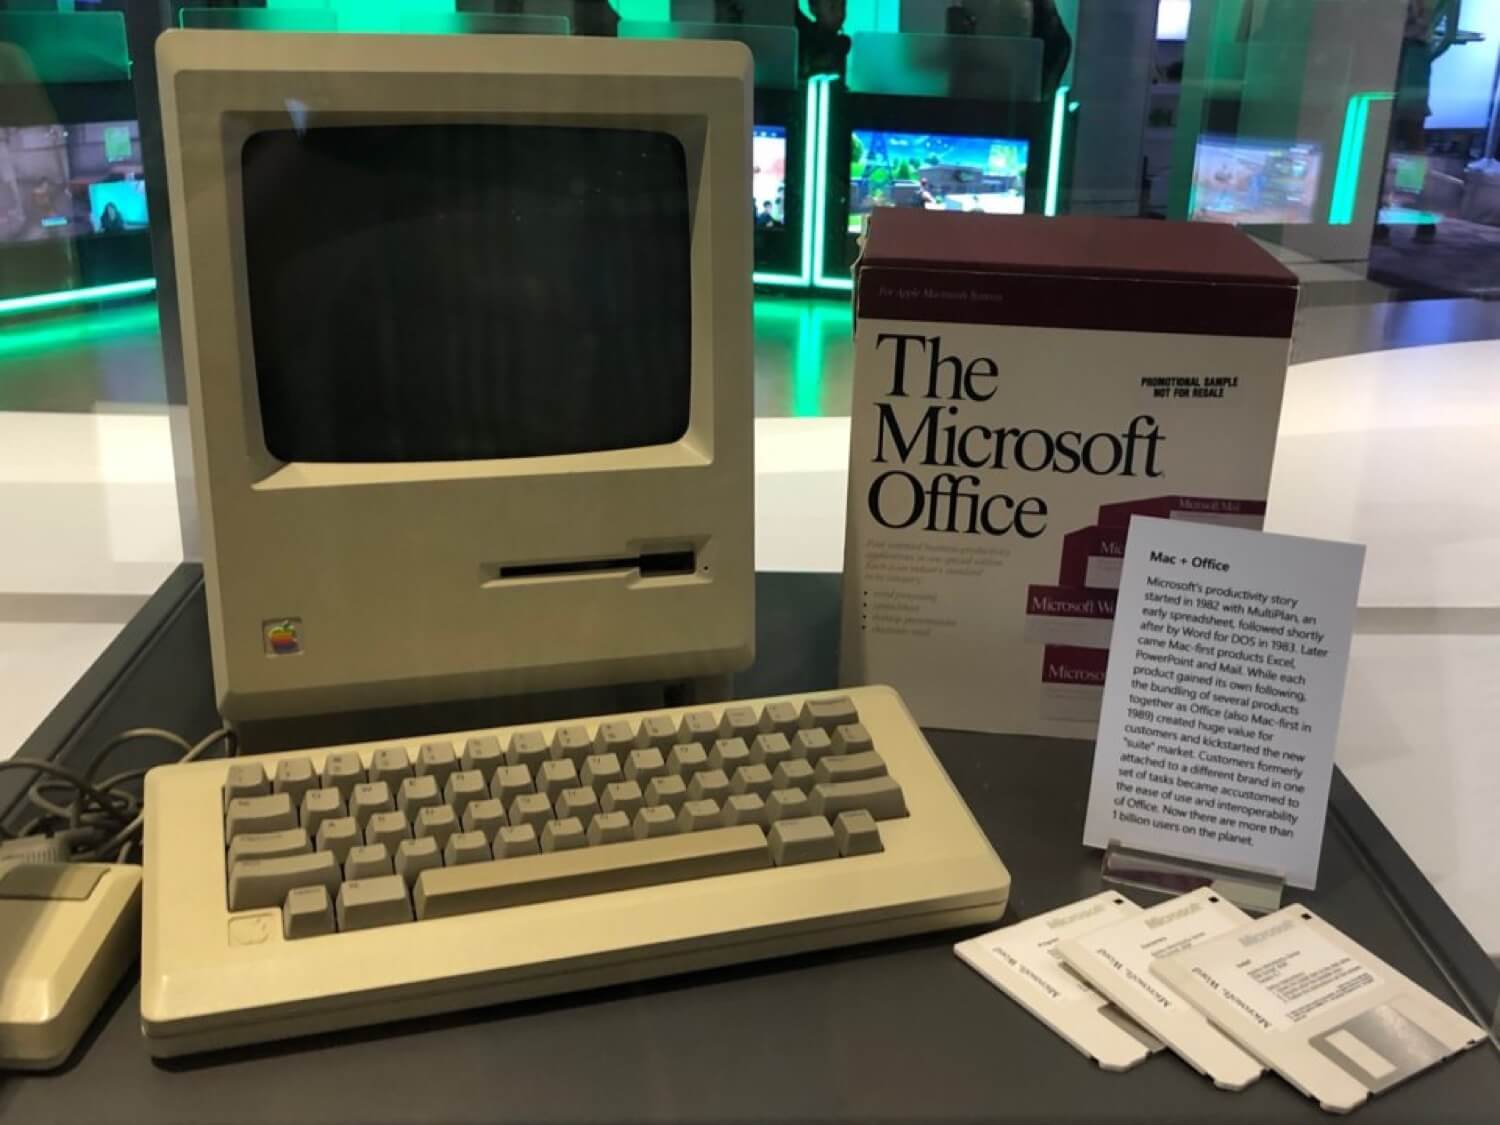 For Apple Macintosh Systems
The
Microsoft
Office
PROMOTIONAL SAMPLE
NOT FOR RESALE
Microsoft Mail
Mic
Microsoft W
Microso
Mac + Office
Microsoft's productivity story
started in 1982 with MultiPlan, an
early spreadsheet, followed shortly
after by Word for DOS in 1983. Later
came Mac-first products Excel,
PowerPoint and Mail. While each
product gained its own following,
the bundling of several products
together as Office (also Mac-first in
1989) created huge value for
customers and kickstarted the new
"suite" market. Customers formerly
attached to a different brand in one
set of tasks became accustomed to
the ease of use and interoperability
of Office. Now there are more than
1 billion users on the planet.
Microsoft
Microsoft Word
Microsoft
Microsoft Word
Microsoft
Microsoft Word